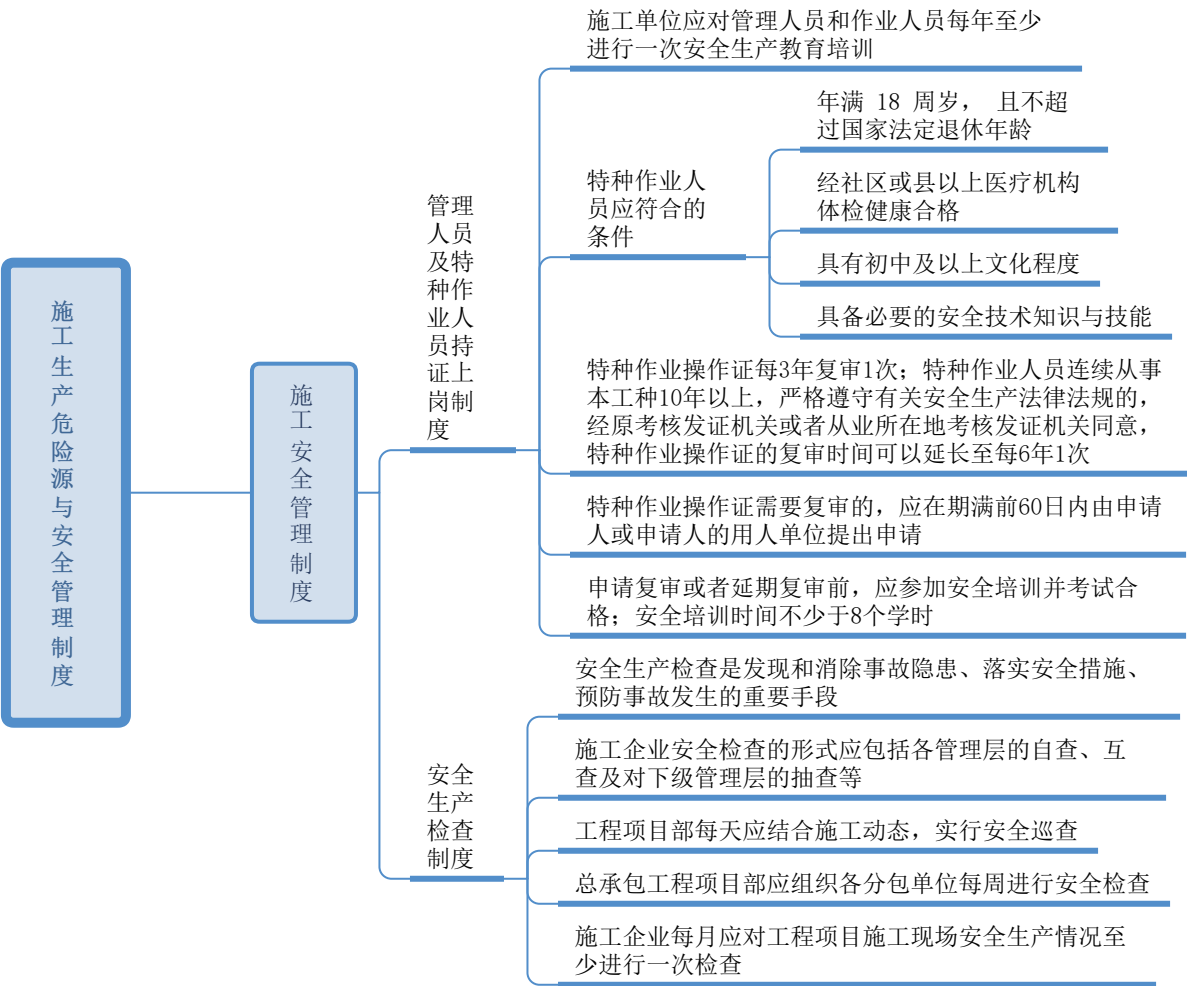 施工生产危险源与安全管理制度
施工安全管理制度
管理
人员
及特
种作
业人
员持
证上
岗制
度
施工单位应对管理人员和作业人员每年至少
进行一次安全生产教育培训
特种作业人
员应符合的
条件
年满 18 周岁， 且不超
过国家法定退休年龄
经社区或县以上医疗机构
体检健康合格
具有初中及以上文化程度
具备必要的安全技术知识与技能
特种作业操作证每3年复审1次；特种作业人员连续从事
本工种10年以上，严格遵守有关安全生产法律法规的，
经原考核发证机关或者从业所在地考核发证机关同意，
特种作业操作证的复审时间可以延长至每6年1次
特种作业操作证需要复审的，应在期满前60日内由申请
人或申请人的用人单位提出申请
申请复审或者延期复审前，应参加安全培训并考试合
格；安全培训时间不少于8个学时
安全
生产
检查
制度
安全生产检查是发现和消除事故隐患、落实安全措施、
预防事故发生的重要手段
施工企业安全检查的形式应包括各管理层的自查、互
查及对下级管理层的抽查等
工程项目部每天应结合施工动态，实行安全巡查
总承包工程项目部应组织各分包单位每周进行安全检查
施工企业每月应对工程项目施工现场安全生产情况至
少进行一次检查